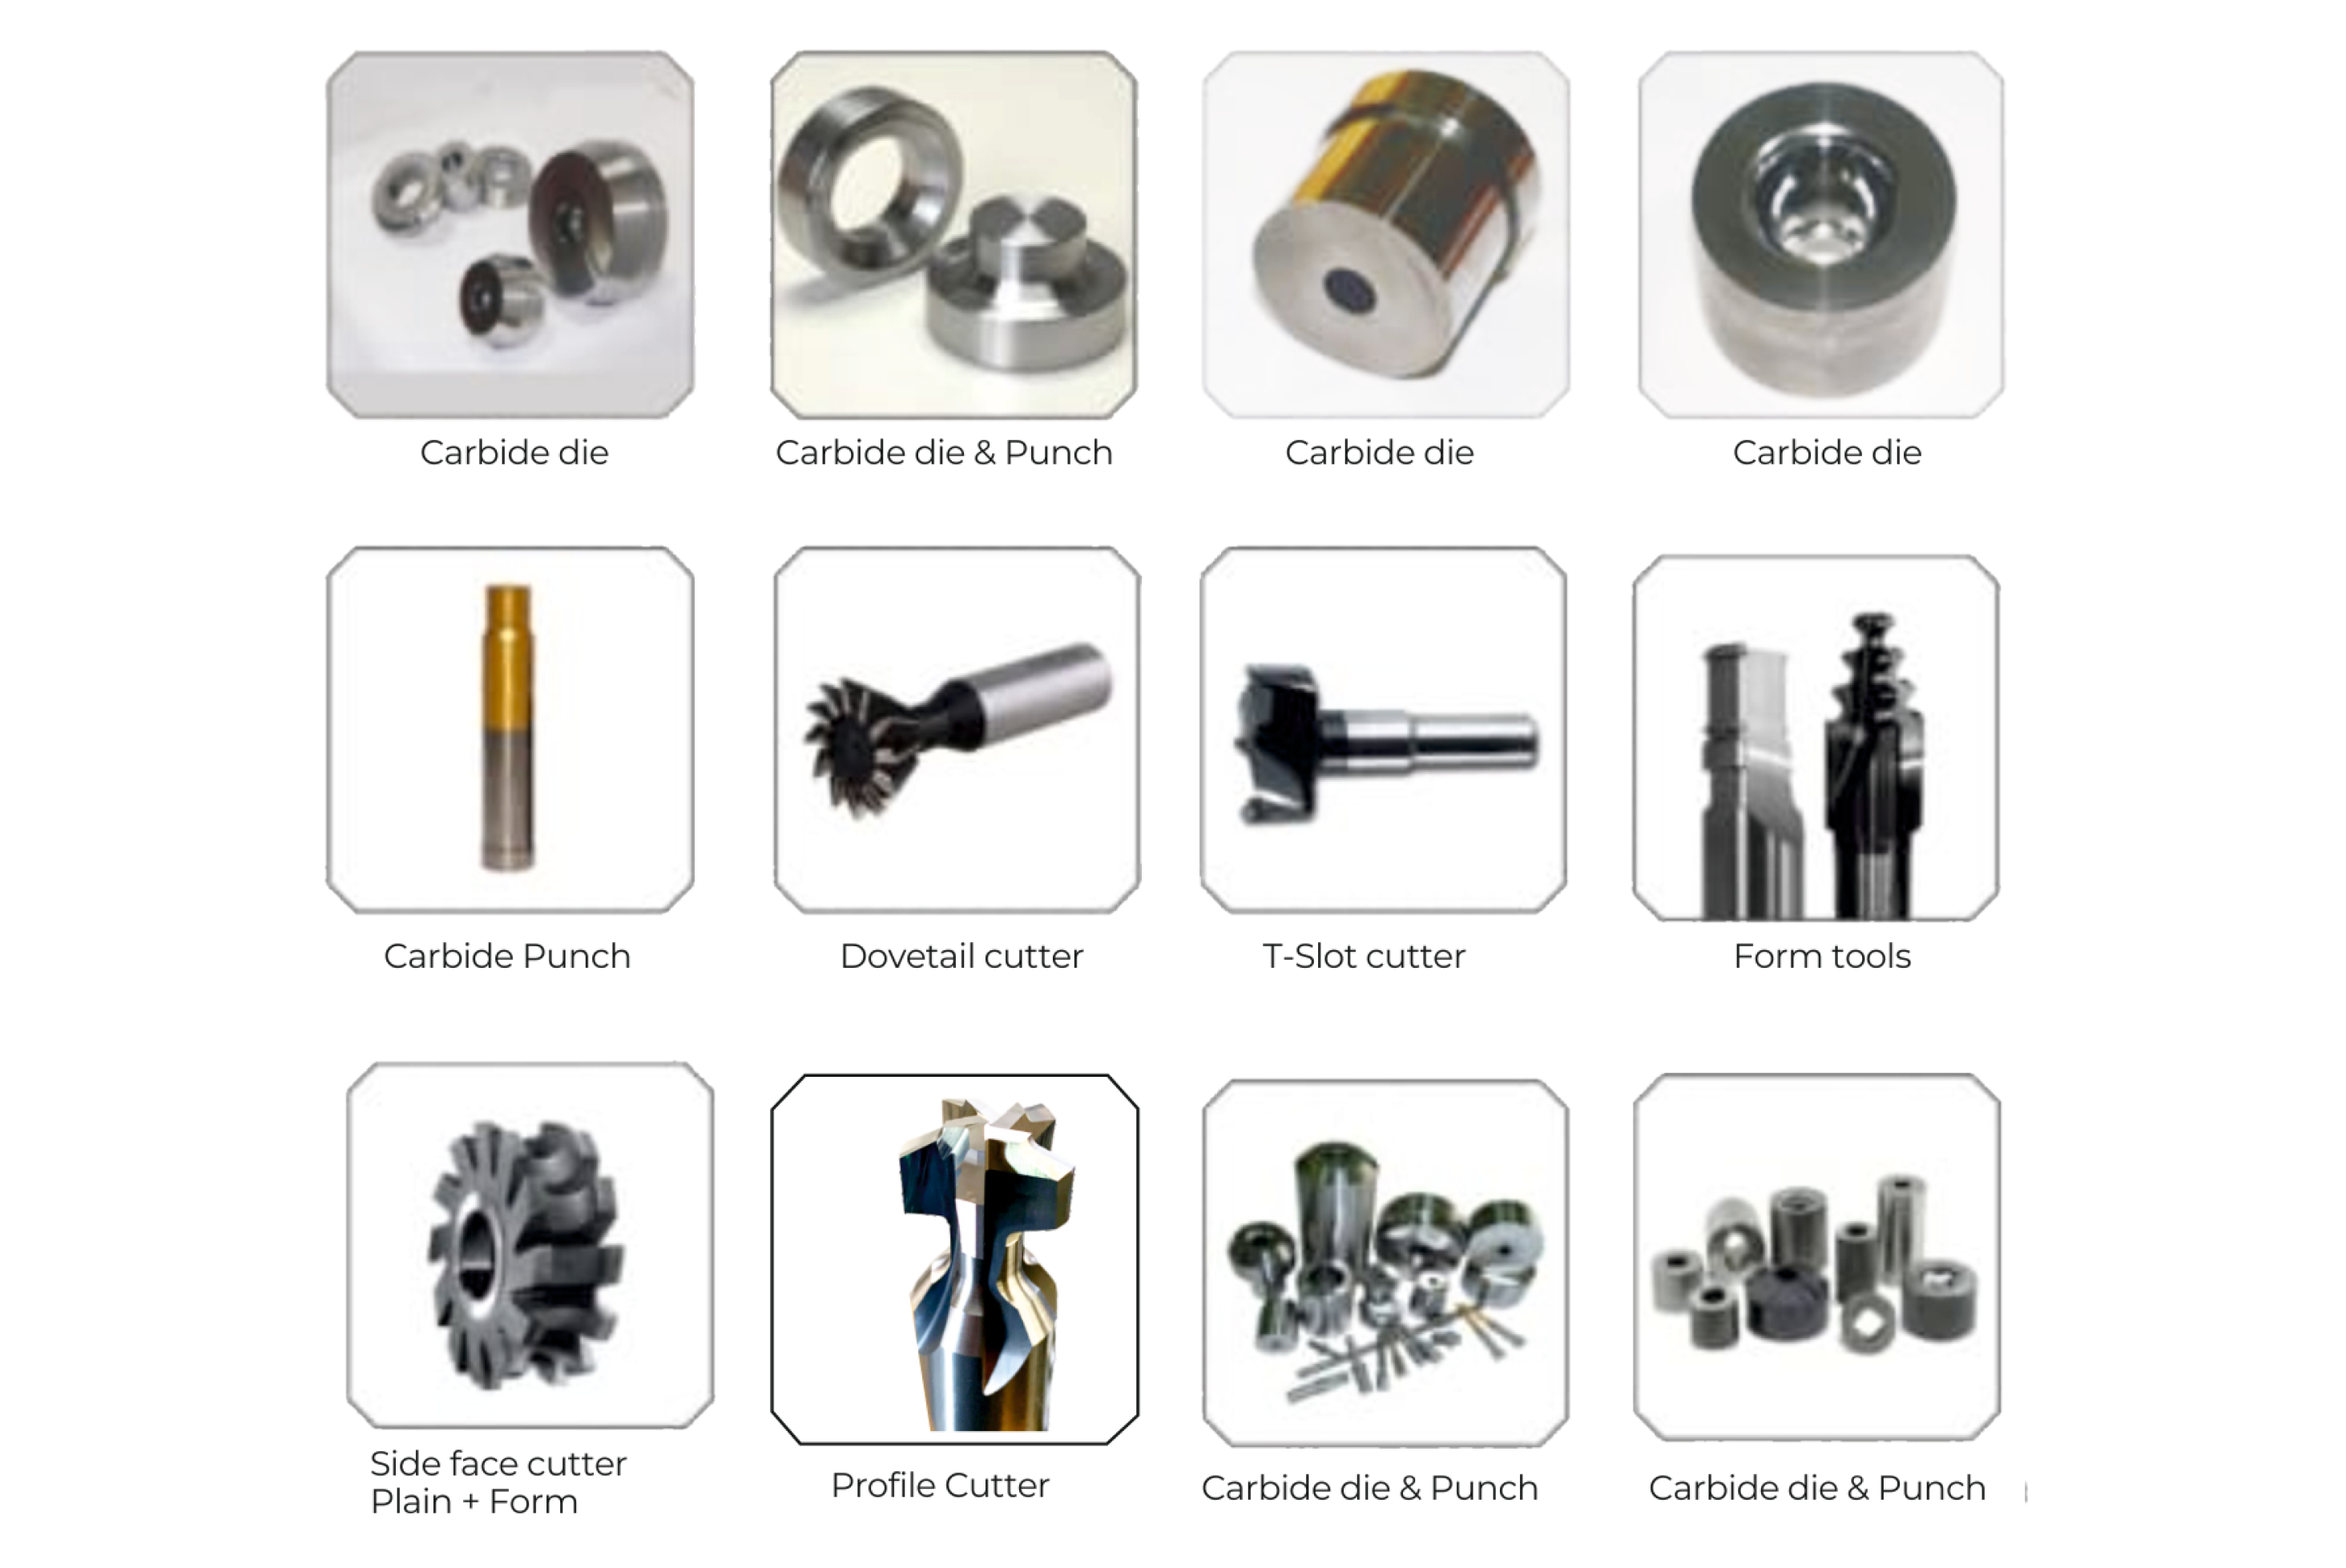 Carbide die
Carbide die & Punch
Carbide die
Carbide die
Carbide Punch
Dovetail cutter
T-Slot cutter
Form tools
Side face cutter
Plain + Form
Profile Cutter
Carbide die & Punch
Carbide die & Punch